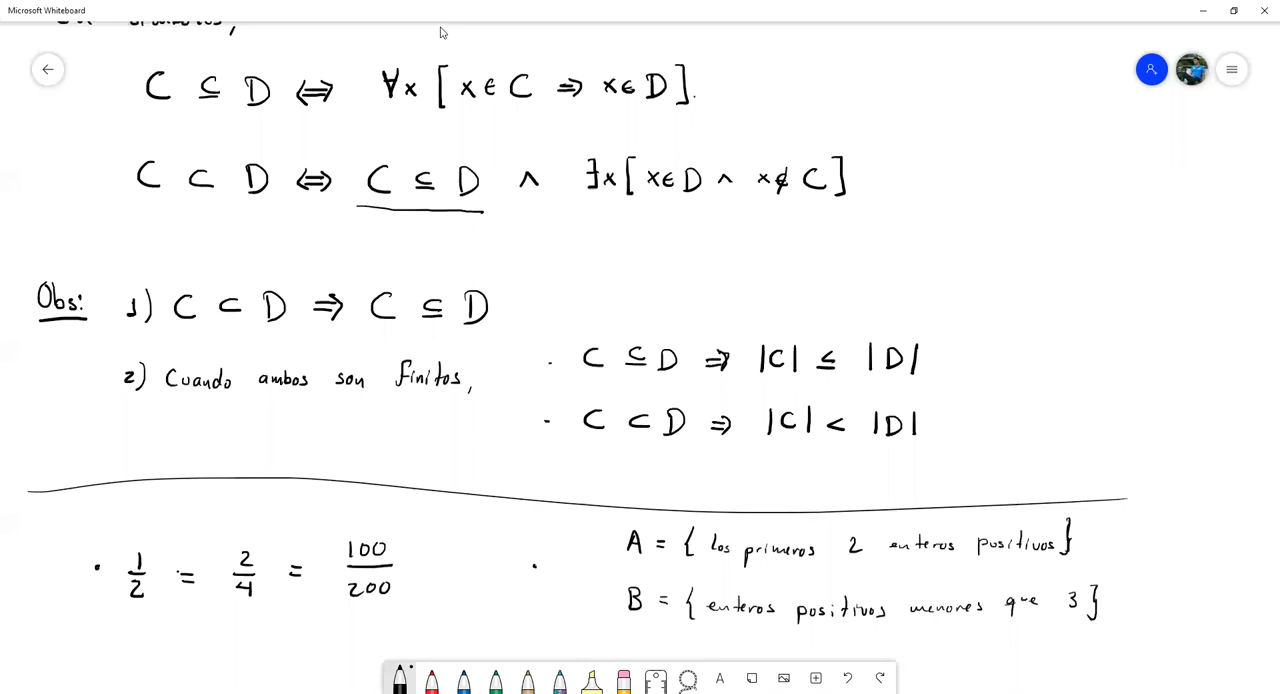 Microsoft Whiteboard
C ⊆ D ⇔ ∀x [x ∈ C ⇒ x ∈ D].
C ⊂ D ⇔ C ⊆ D ∧ ∃x [x ∈ D ∧ x ∉ C]
Obs: 1) C ⊂ D ⇒ C ⊆ D
2) Cuando ambos son finitos,
· C ⊆ D ⇒ |C| ≤ |D|
· C ⊂ D ⇒ |C| < |D|
· 1/2 = 2/4 = 100/200
· A = { los primeros 2 enteros positivos}
B = { enteros positivos menores que 3 }
A